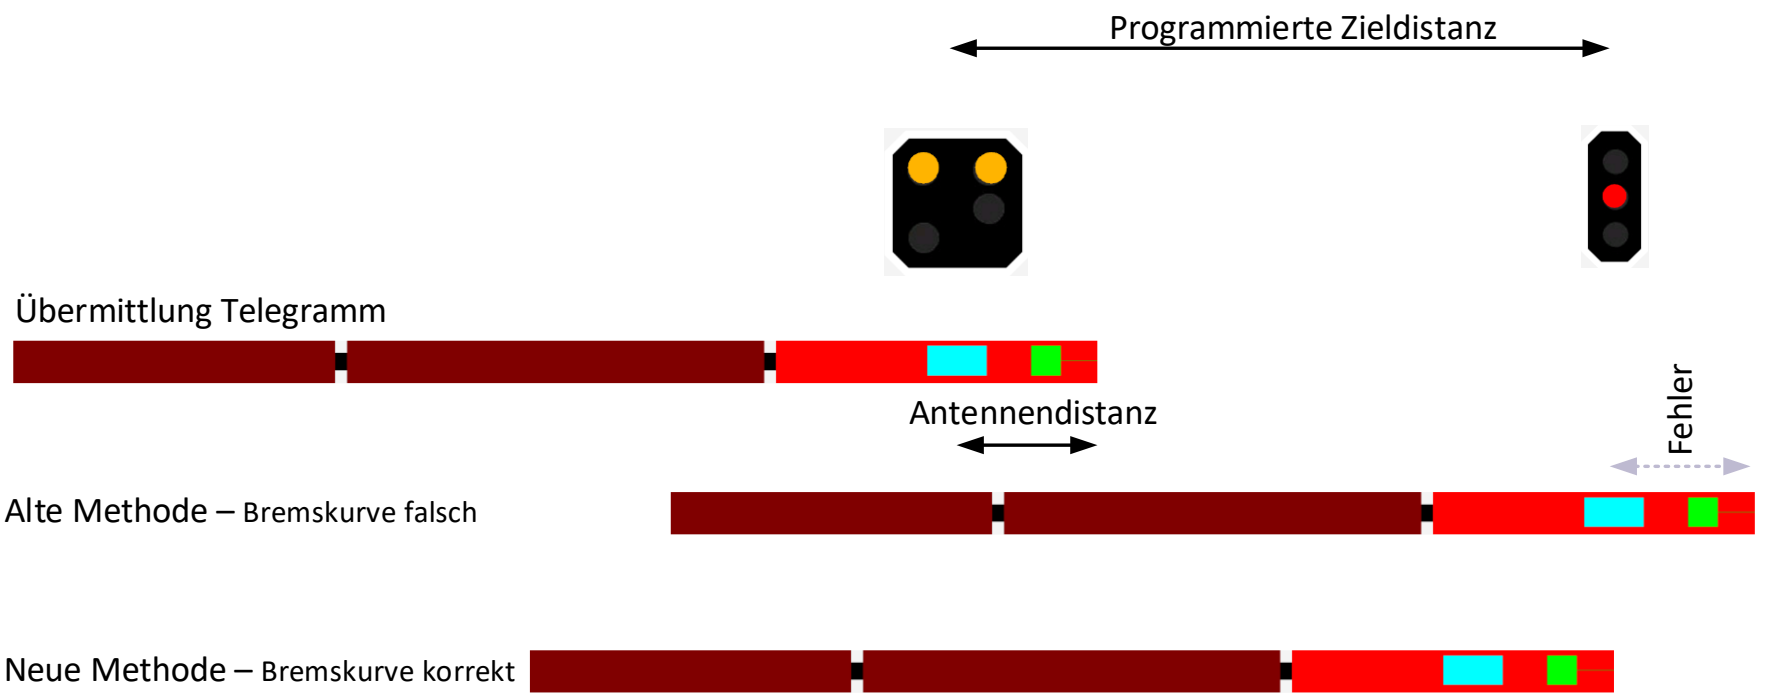 Programmierte Zieldistanz
Übermittlung Telegramm
Antennendistanz
Fehler
Alte Methode – Bremskurve falsch
Neue Methode – Bremskurve korrekt